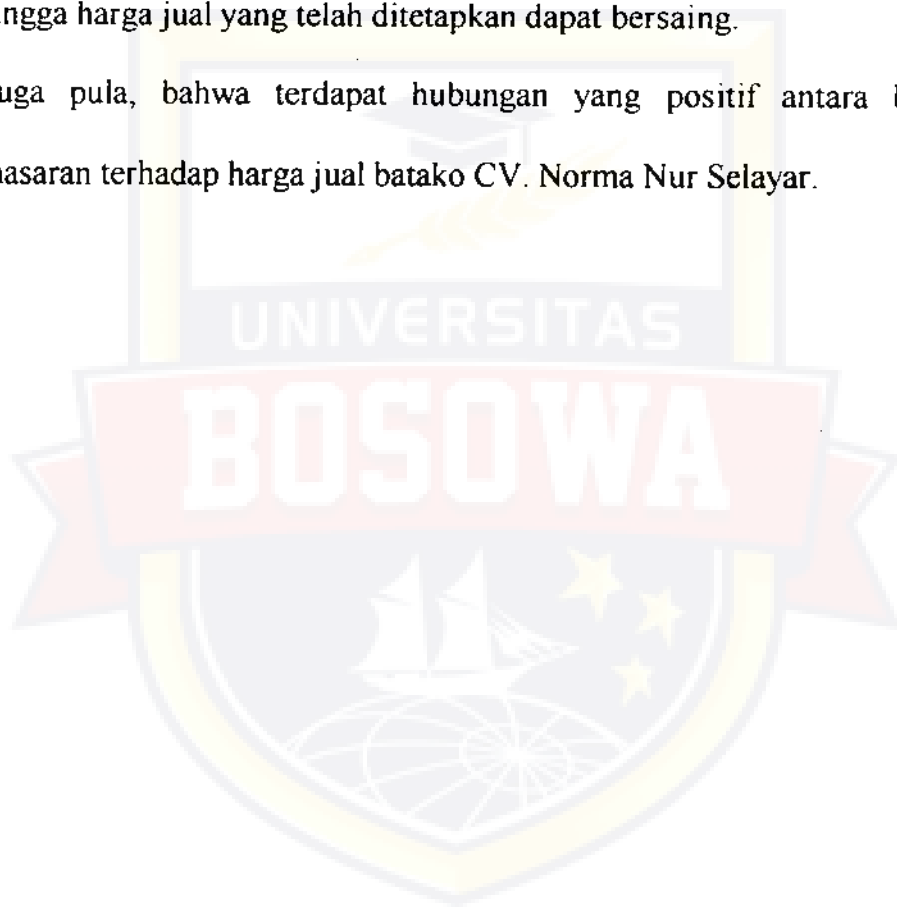 ngga harga jual yang telah ditetapkan dapat bersaing.
uga pula, bahwa terdapat hubungan yang positif antara
nasaran terhadap harga jual batako CV. Norma Nur Selayar.
UNIVERSITAS
BOSOWA